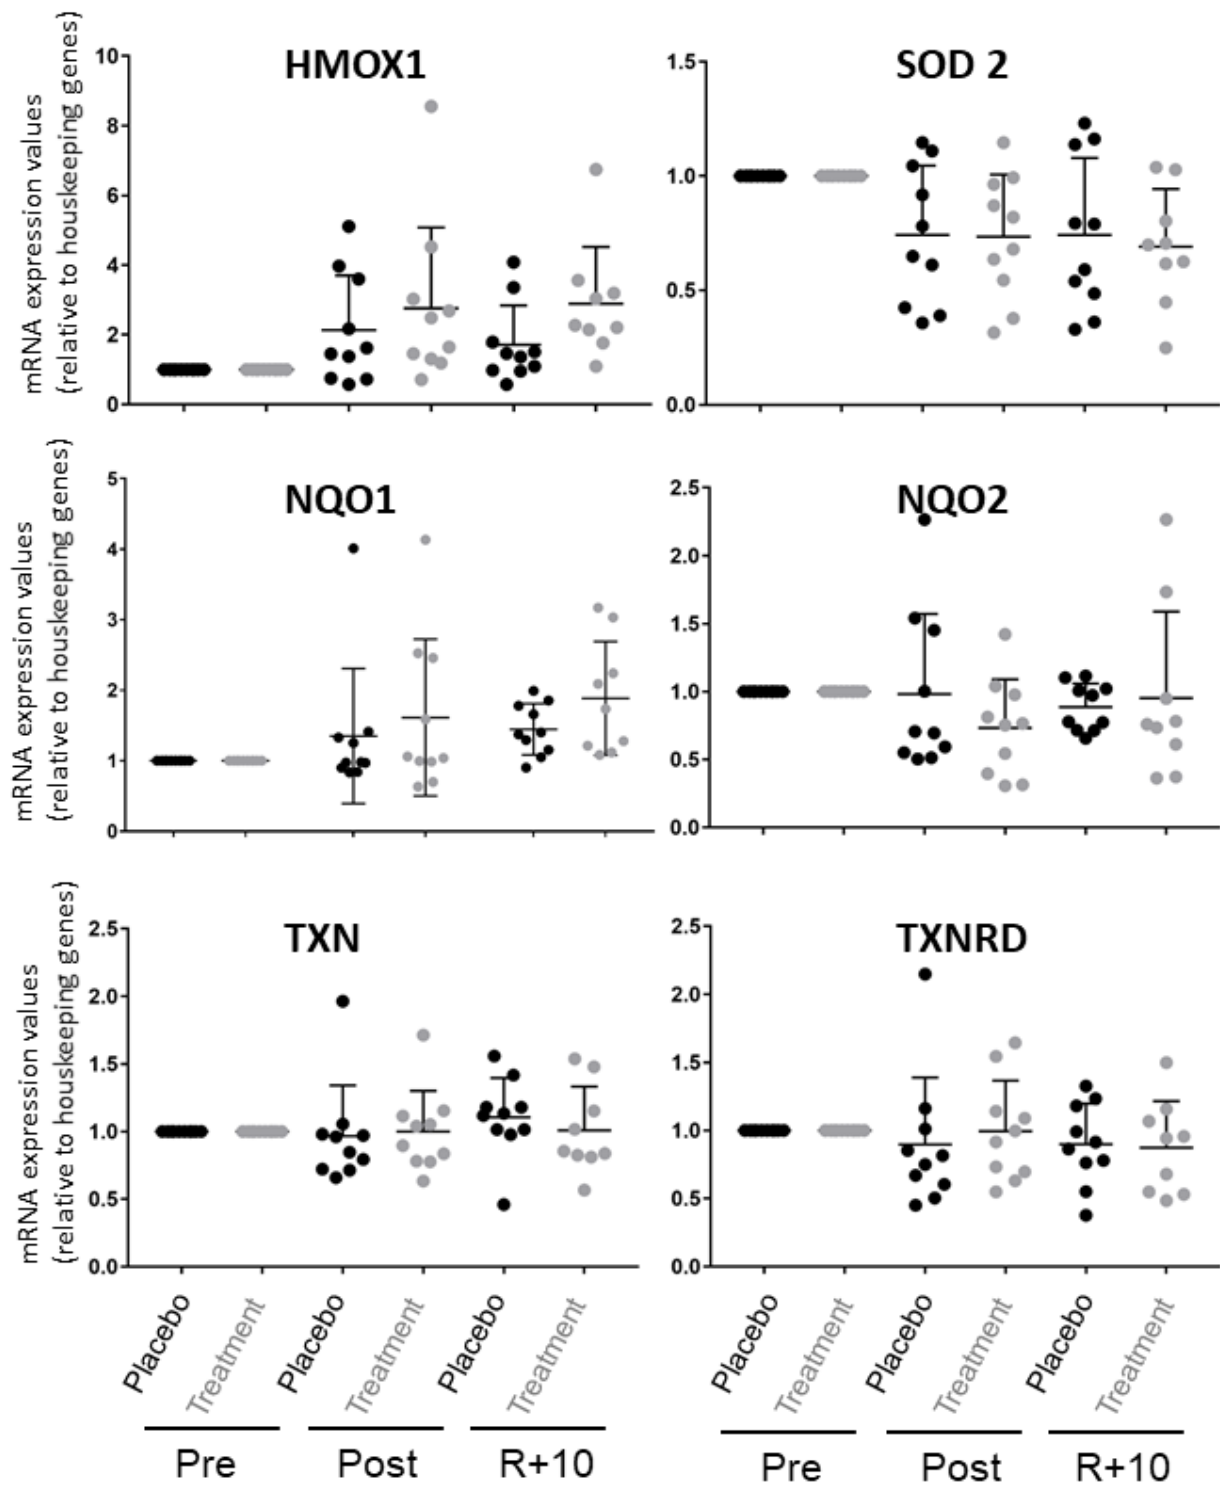 mRNA expression values
(relative to houskeeping genes)
HMOX1
10
8
6
4
2
0
SOD 2
1.5
1.0
0.5
0.0
mRNA expression values
(relative to houskeeping genes)
NQO1
5
4
3
2
1
0
NQO2
2.5
2.0
1.5
1.0
0.5
0.0
mRNA expression values
(relative to houskeeping genes)
TXN
2.5
2.0
1.5
1.0
0.5
0.0
TXNRD
2.5
2.0
1.5
1.0
0.5
0.0
Placebo
Treatment
Placebo
Treatment
Placebo
Treatment
Placebo
Treatment
Placebo
Treatment
Placebo
Treatment
Pre
Post
R+10
Pre
Post
R+10